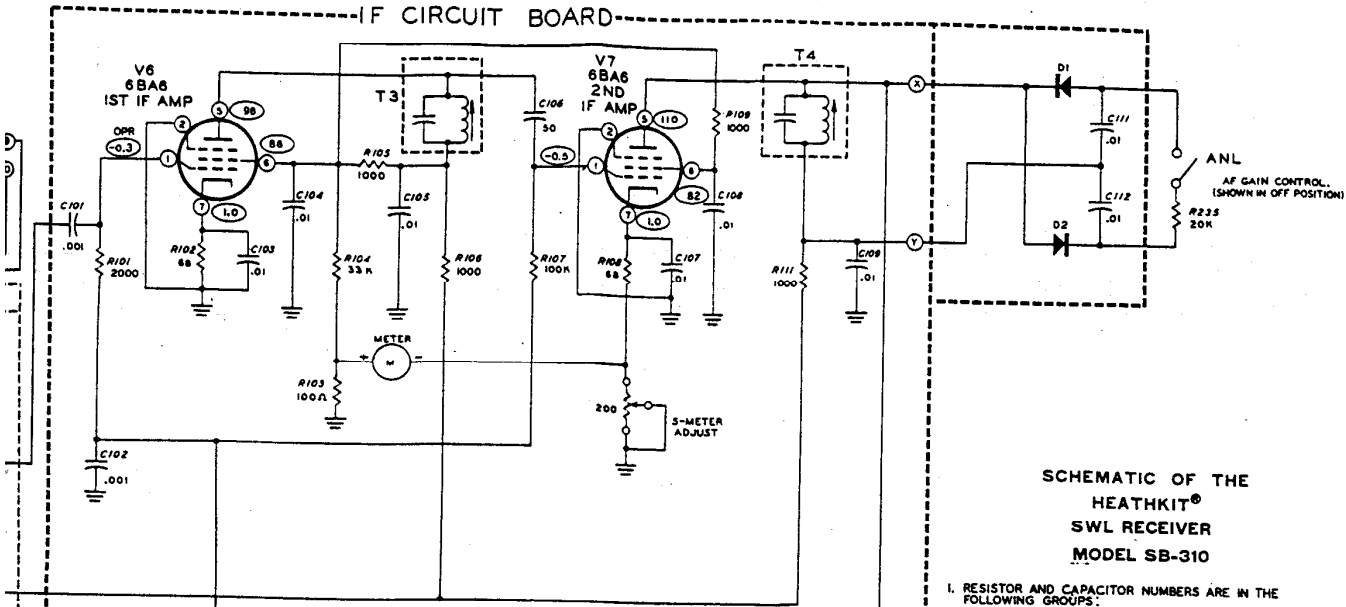 IF CIRCUIT BOARD
V6
6BA6
1ST IF AMP
OPR
-0.3
1
2
5
96
6
86
7
1.0
C101
.001
R101
2000
R102
68
C103
.01
C104
.01
R105
1000
C105
.01
T3
C106
50
R104
33K
R106
1000
R107
100K
METER
+
M
-
R103
100Ω
C102
.001
V7
6BA6
2ND
IF AMP
-0.5
1
2
5
110
6
82
7
1.0
R109
1000
C108
.01
R108
68
C107
.01
200
S-METER
ADJUST
T4
R111
1000
C109
.01
X
Y
D1
D2
C111
.01
C112
.01
ANL
AF GAIN CONTROL.
(SHOWN IN OFF POSITION)
R235
20K
SCHEMATIC OF THE
HEATHKIT®
SWL RECEIVER
MODEL SB-310
1. RESISTOR AND CAPACITOR NUMBERS ARE IN THE
FOLLOWING GROUPS: